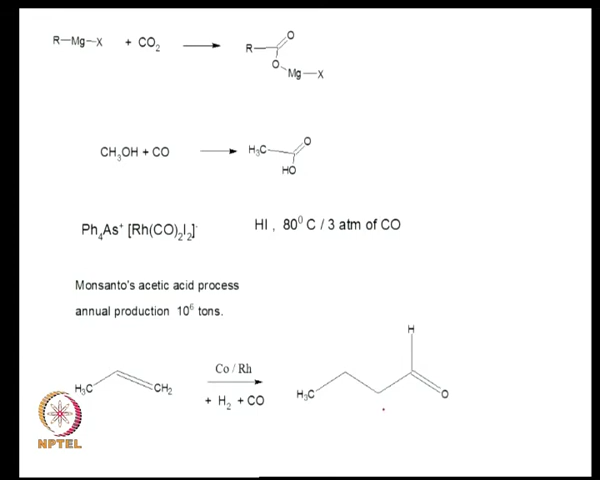 R—Mg—X + CO₂ → R O O Mg—X
CH₃OH + CO → H₃C O HO
Ph₄As⁺ [Rh(CO)₂I₂]⁻ HI , 80⁰ C / 3 atm of CO
Monsanto's acetic acid process
annual production 10⁶ tons.
H₃C CH₂ Co / Rh H₃C H O
+ H₂ + CO
NPTEL